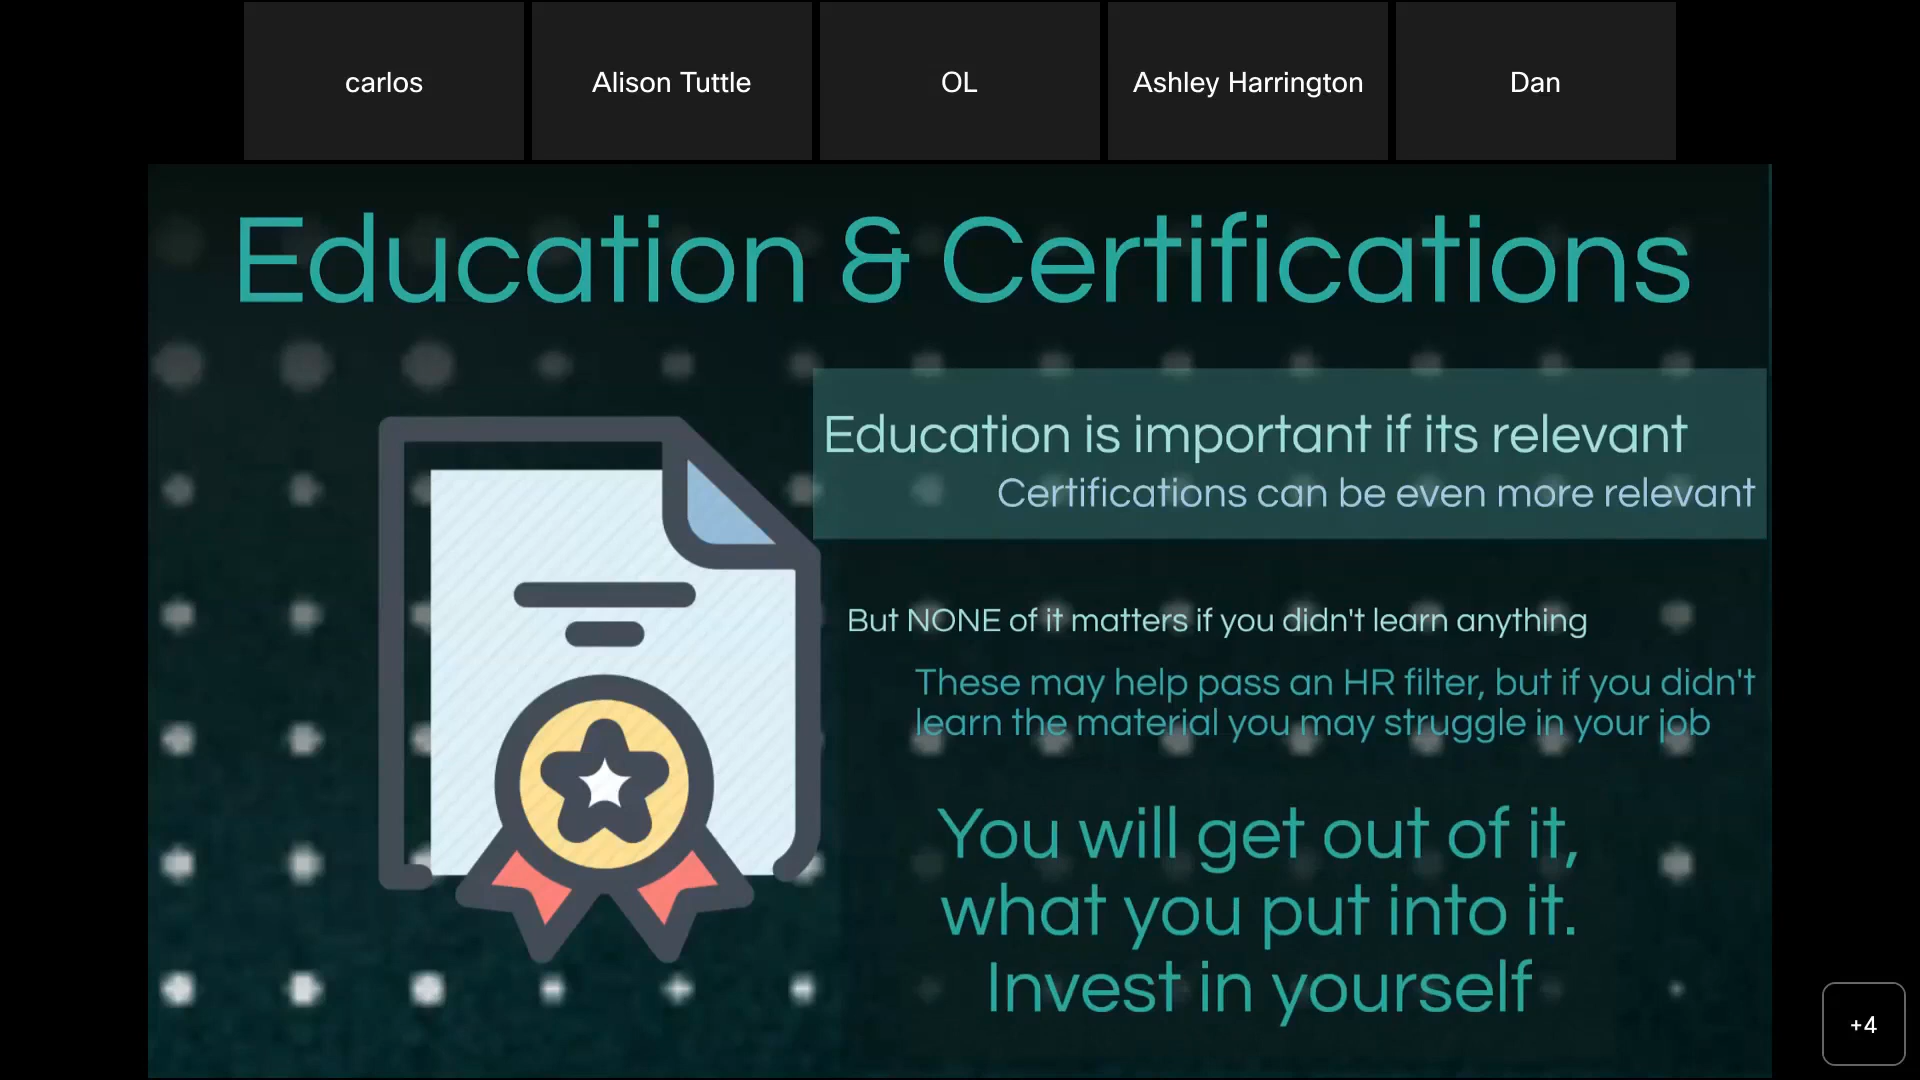 carlos
Alison Tuttle
OL
Ashley Harrington
Dan
Education & Certifications
Education is important if its relevant
Certifications can be even more relevant
But NONE of it matters if you didn't learn anything
These may help pass an HR filter, but if you didn't
learn the material you may struggle in your job
You will get out of it,
what you put into it.
Invest in yourself
+4